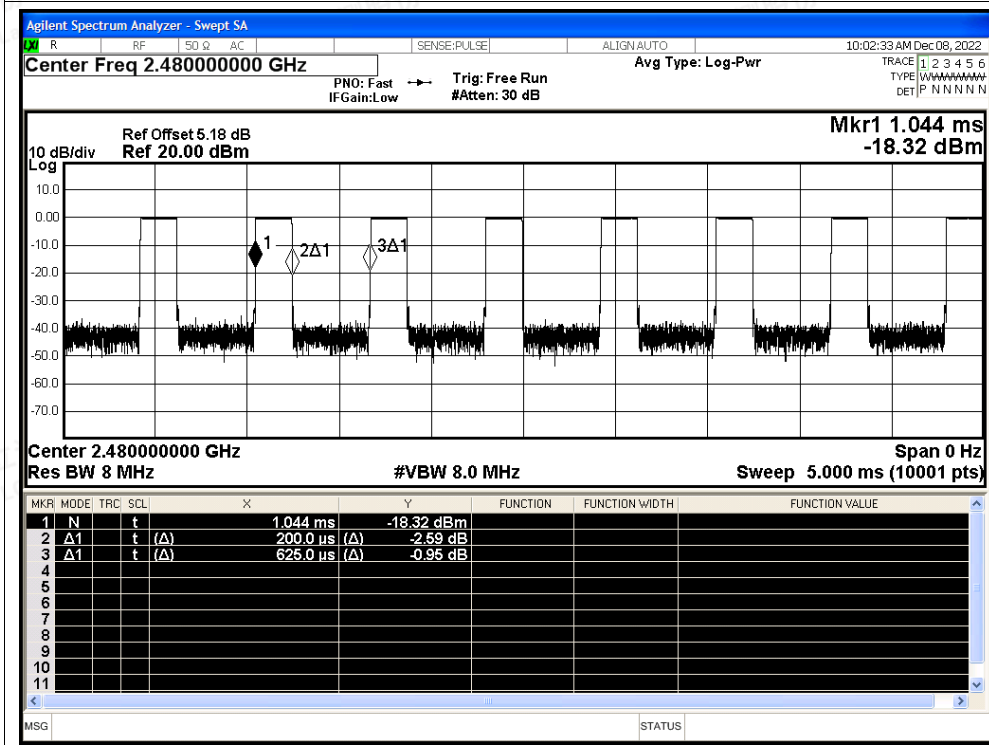 Agilent Spectrum Analyzer - Swept SA
LXI R RF 50 Ω AC SENSE:PULSE ALIGN AUTO 10:02:33 AM Dec 08, 2022
Center Freq 2.480000000 GHz Avg Type: Log-Pwr TRACE 1 2 3 4 5 6
PNO: Fast Trig: Free Run TYPE W
IFGain:Low #Atten: 30 dB DET P N N N N N
Mkr1 1.044 ms
Ref Offset 5.18 dB
10 dB/div Ref 20.00 dBm -18.32 dBm
Log
10.0
0.00
-10.0
1 2Δ1 3Δ1
-20.0
-30.0
-40.0
-50.0
-60.0
-70.0
Center 2.480000000 GHz Span 0 Hz
Res BW 8 MHz #VBW 8.0 MHz Sweep 5.000 ms (10001 pts)
MKR MODE TRC SCL X Y FUNCTION FUNCTION WIDTH FUNCTION VALUE
1 N t 1.044 ms -18.32 dBm
2 Δ1 t (Δ) 200.0 µs (Δ) -2.59 dB
3 Δ1 t (Δ) 625.0 µs (Δ) -0.95 dB
4
5
6
7
8
9
10
11
MSG STATUS